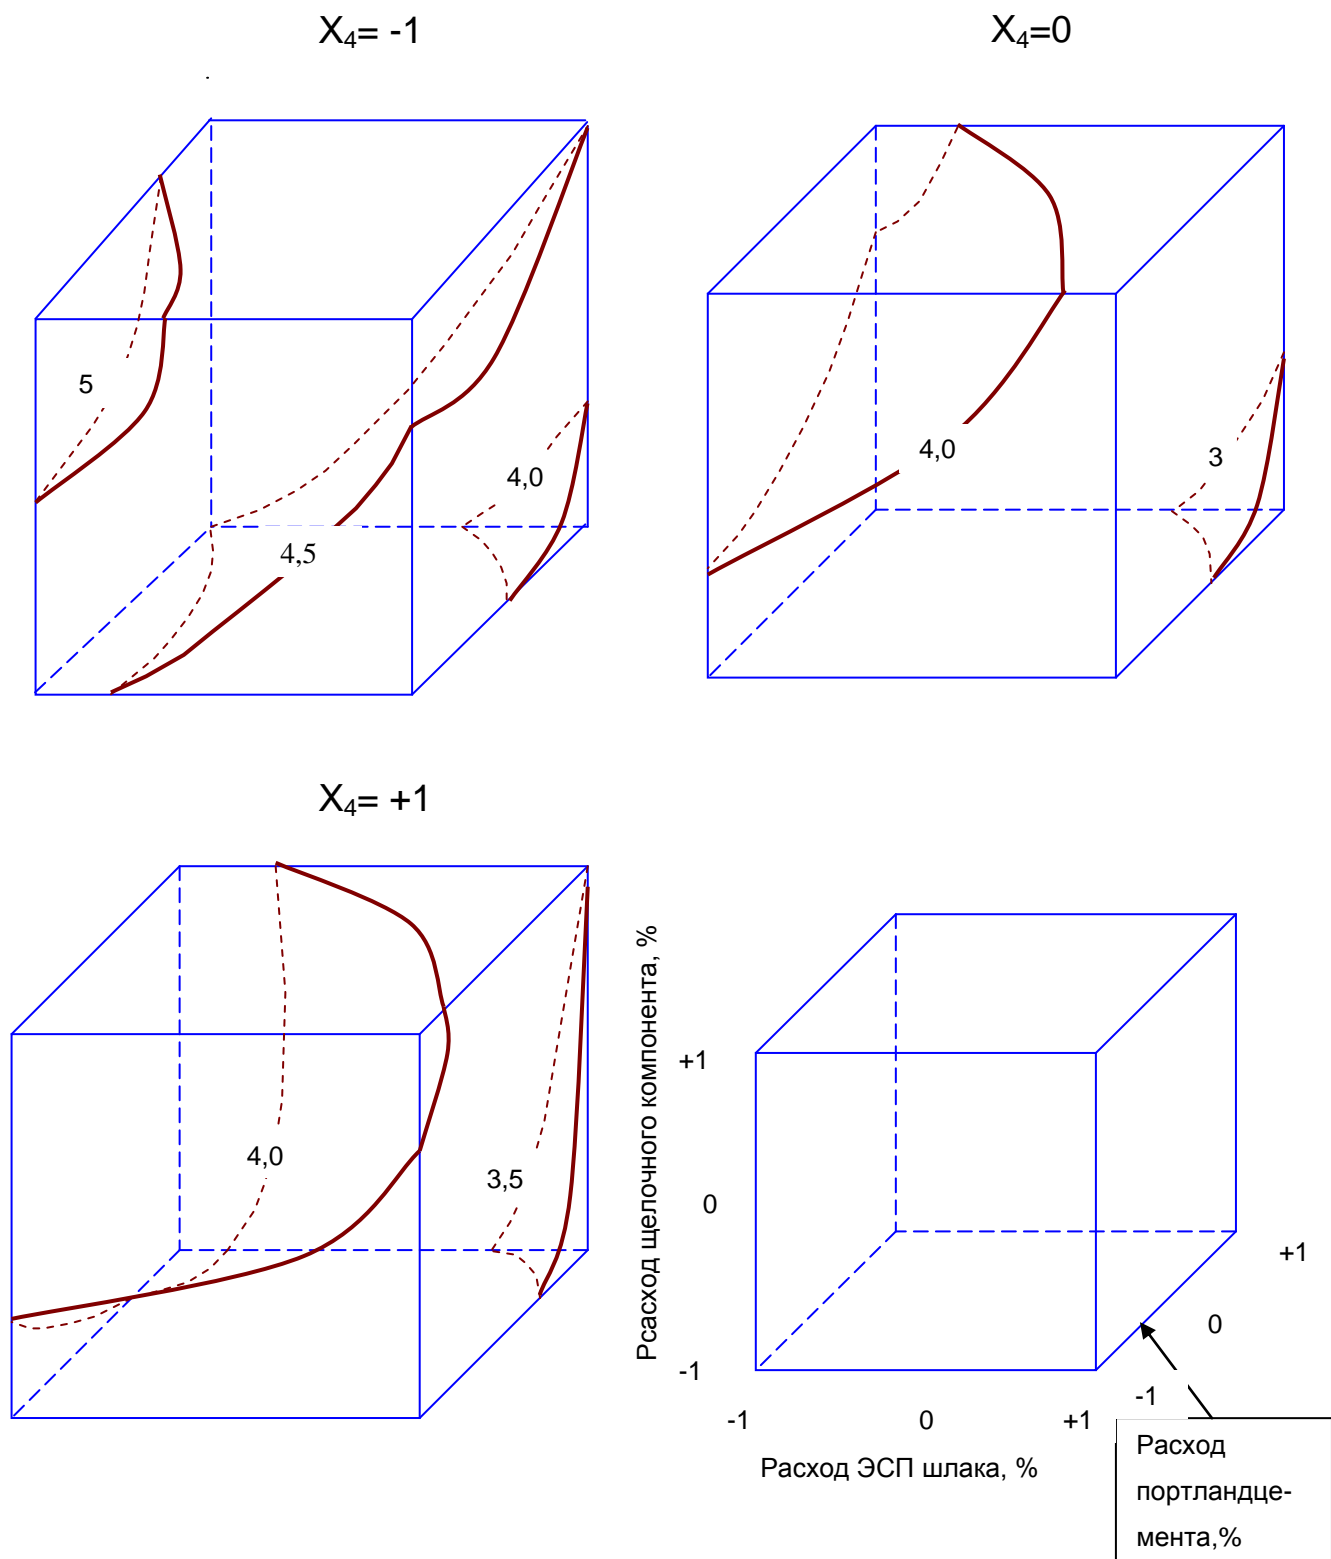 X₄= -1
X₄=0
5
4,0
4,5
4,0
3
X₄= +1
4,0
3,5
Рсасход щелочного компонента, %
+1
0
-1
-1
0
+1
-1
0
+1
Расход ЭСП шлака, %
Расход
портландце-
мента,%